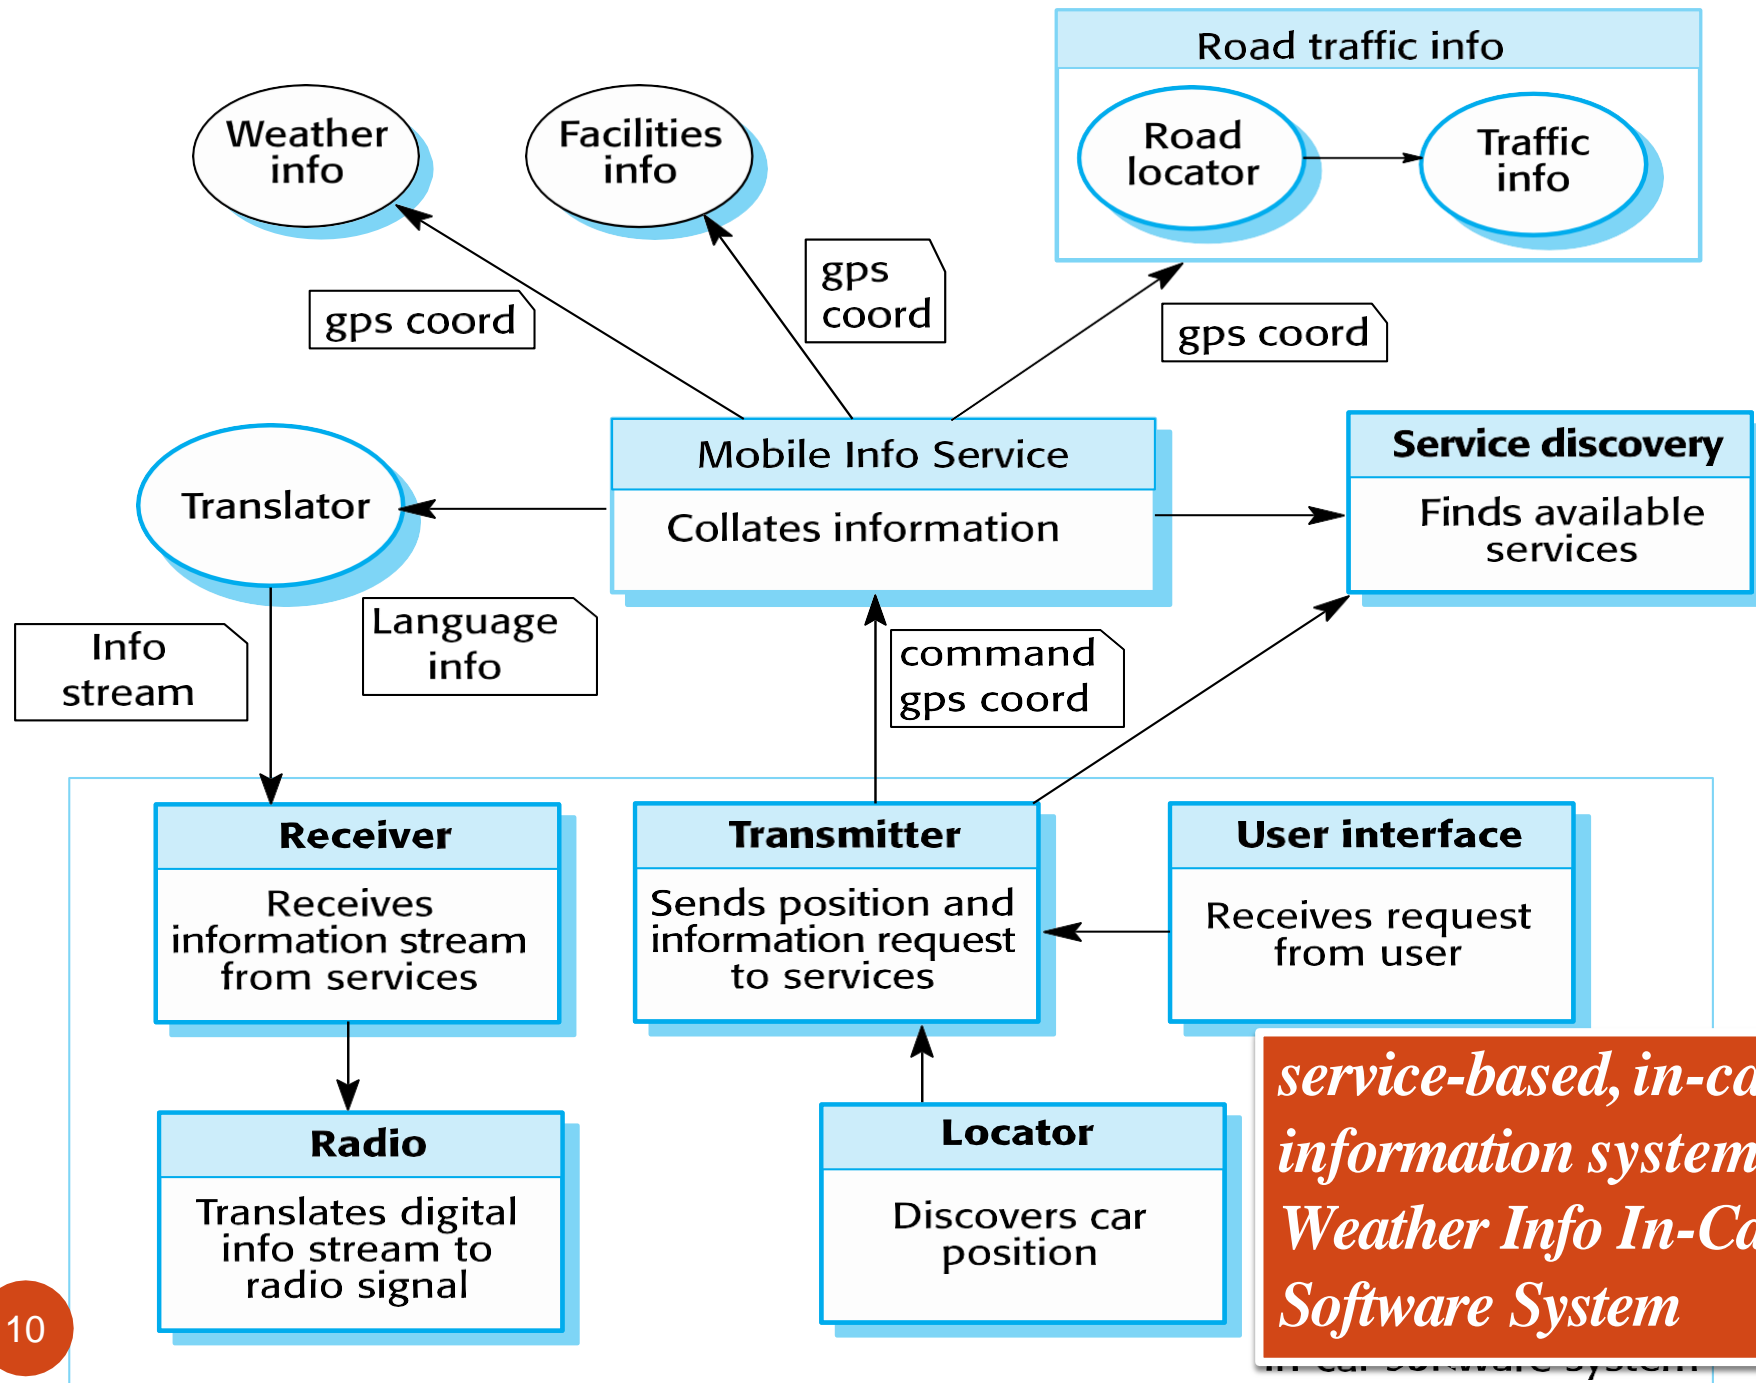 Road traffic info
Weather
info
Facilities
info
Road
locator
Traffic
info
gps
coord
gps coord
gps coord
Mobile Info Service
Collates information
Service discovery
Finds available
services
Translator
Info
stream
Language
info
command
gps coord
Receiver
Receives
information stream
from services
Transmitter
Sends position and
information request
to services
User interface
Receives request
from user
Radio
Translates digital
info stream to
radio signal
Locator
Discovers car
position
service-based,
information system
Weather Info
Software System
10